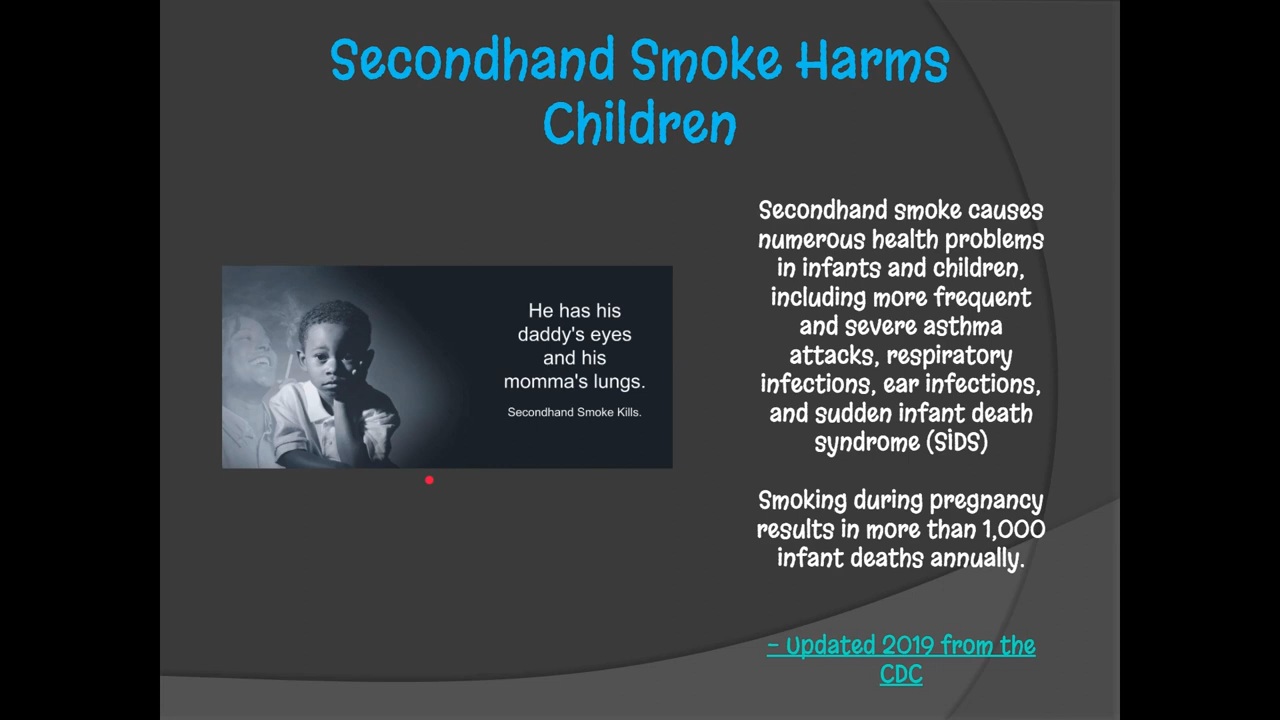 Secondhand Smoke Harms
Children
He has his
daddy's eyes
and his
momma's lungs.
Secondhand Smoke Kills.
Secondhand smoke causes
numerous health problems
in infants and children,
including more frequent
and severe asthma
attacks, respiratory
infections, ear infections,
and sudden infant death
syndrome (SIDS)
Smoking during pregnancy
results in more than 1,000
infant deaths annually.
- Updated 2019 from the
CDC